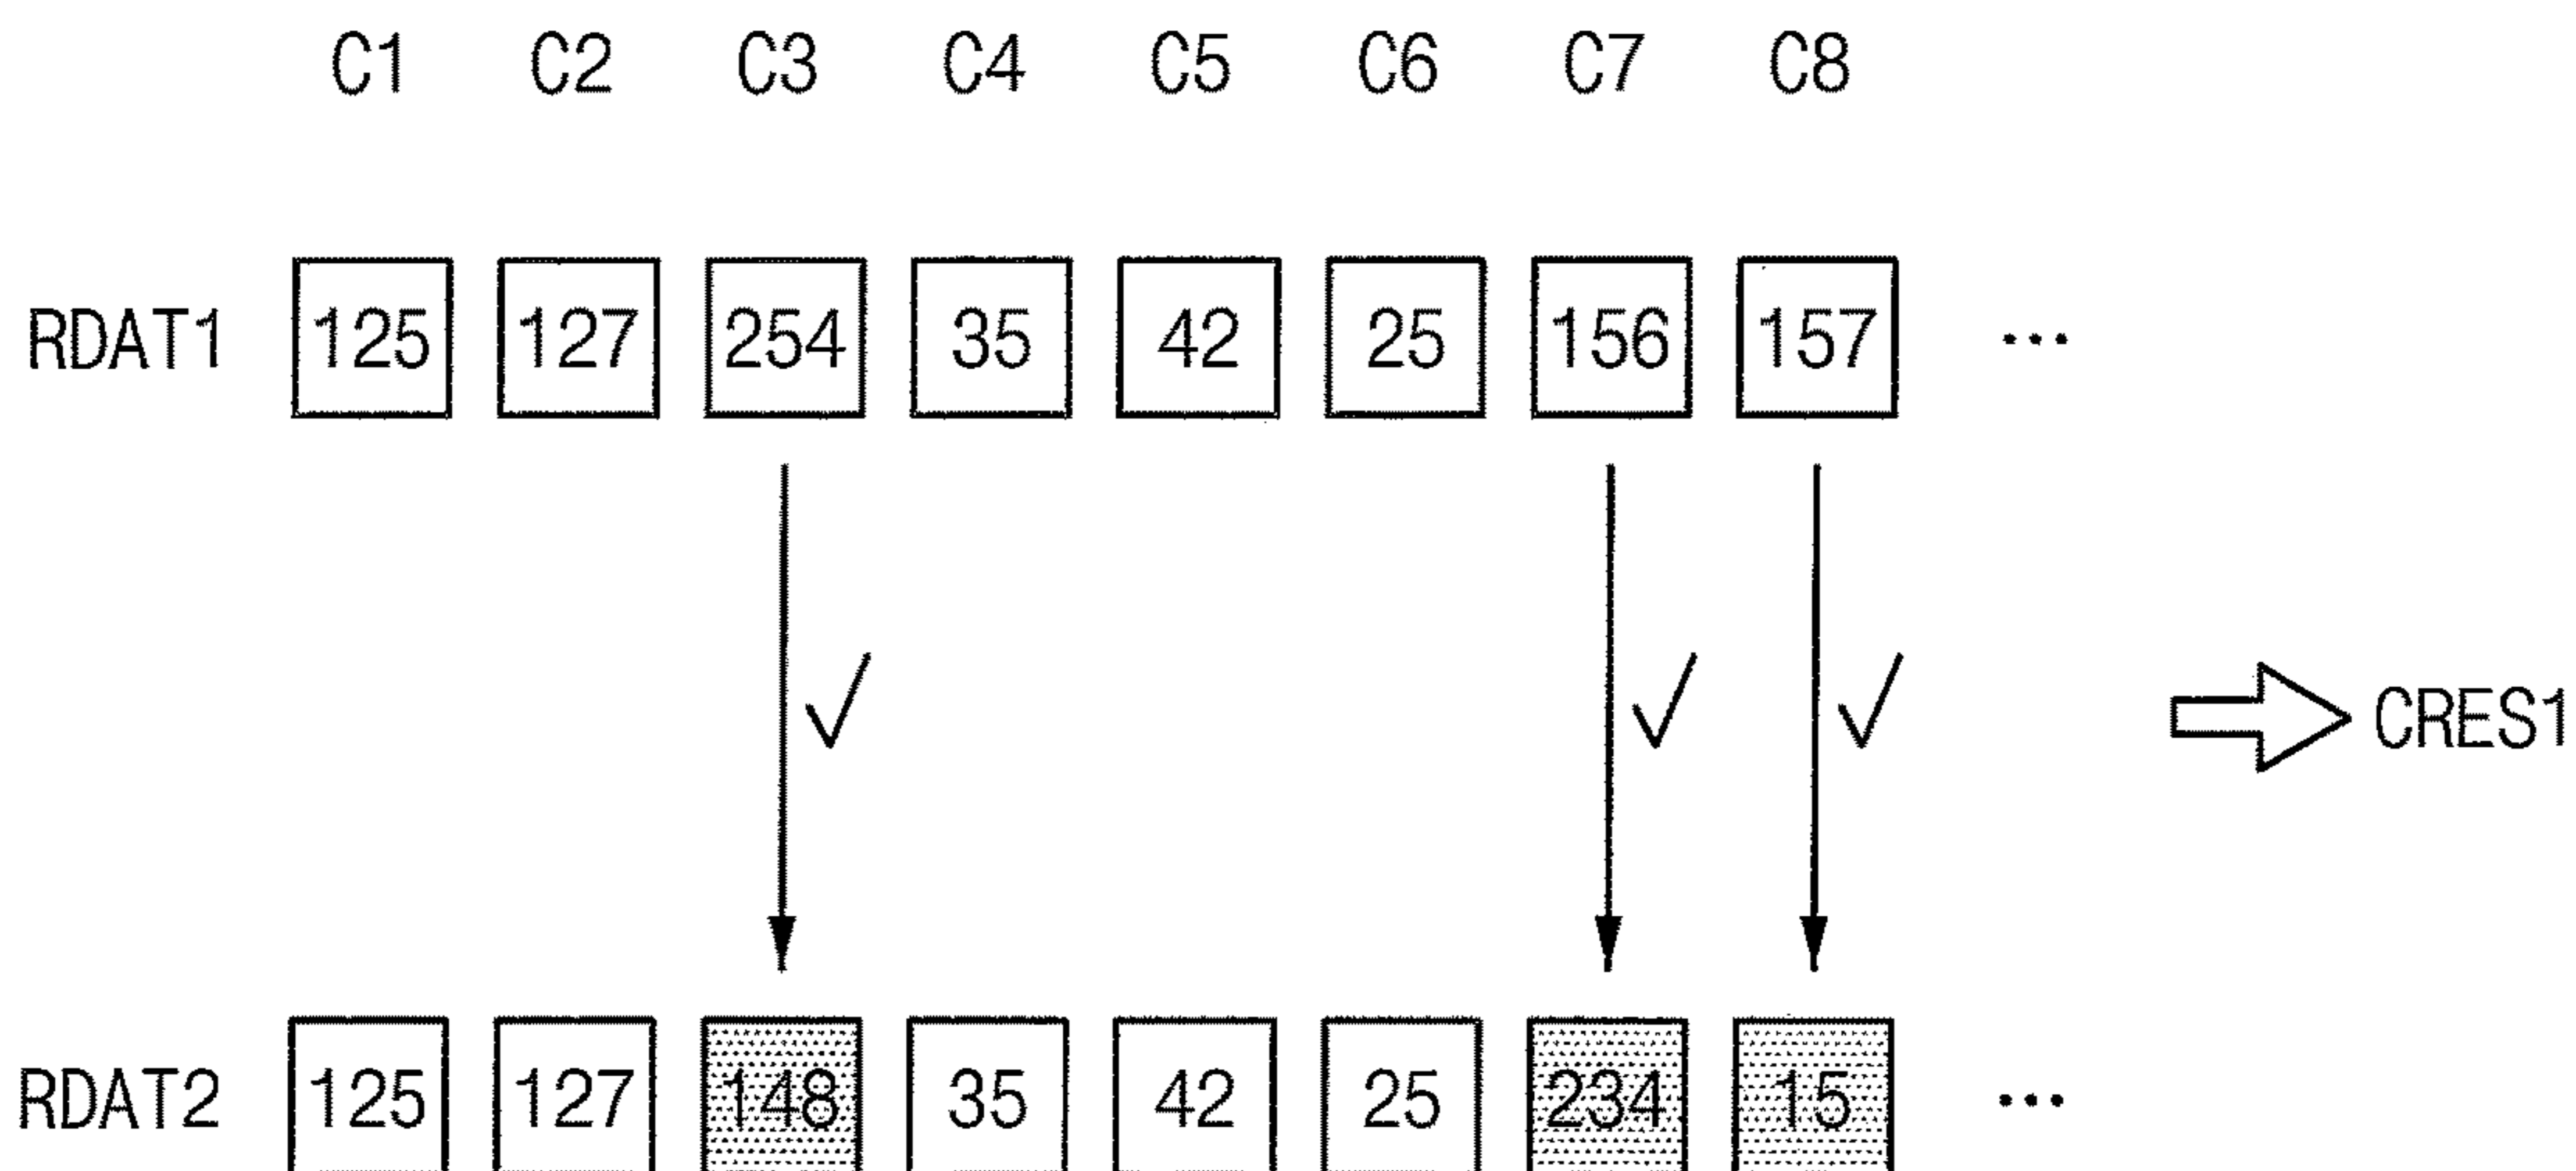 C1 C2 C3 C4 C5 C6 C7 C8
RDAT1 125 127 254 35 42 25 156 157 ...
CRES1
RDAT2 125 127 148 35 42 25 234 15 ...